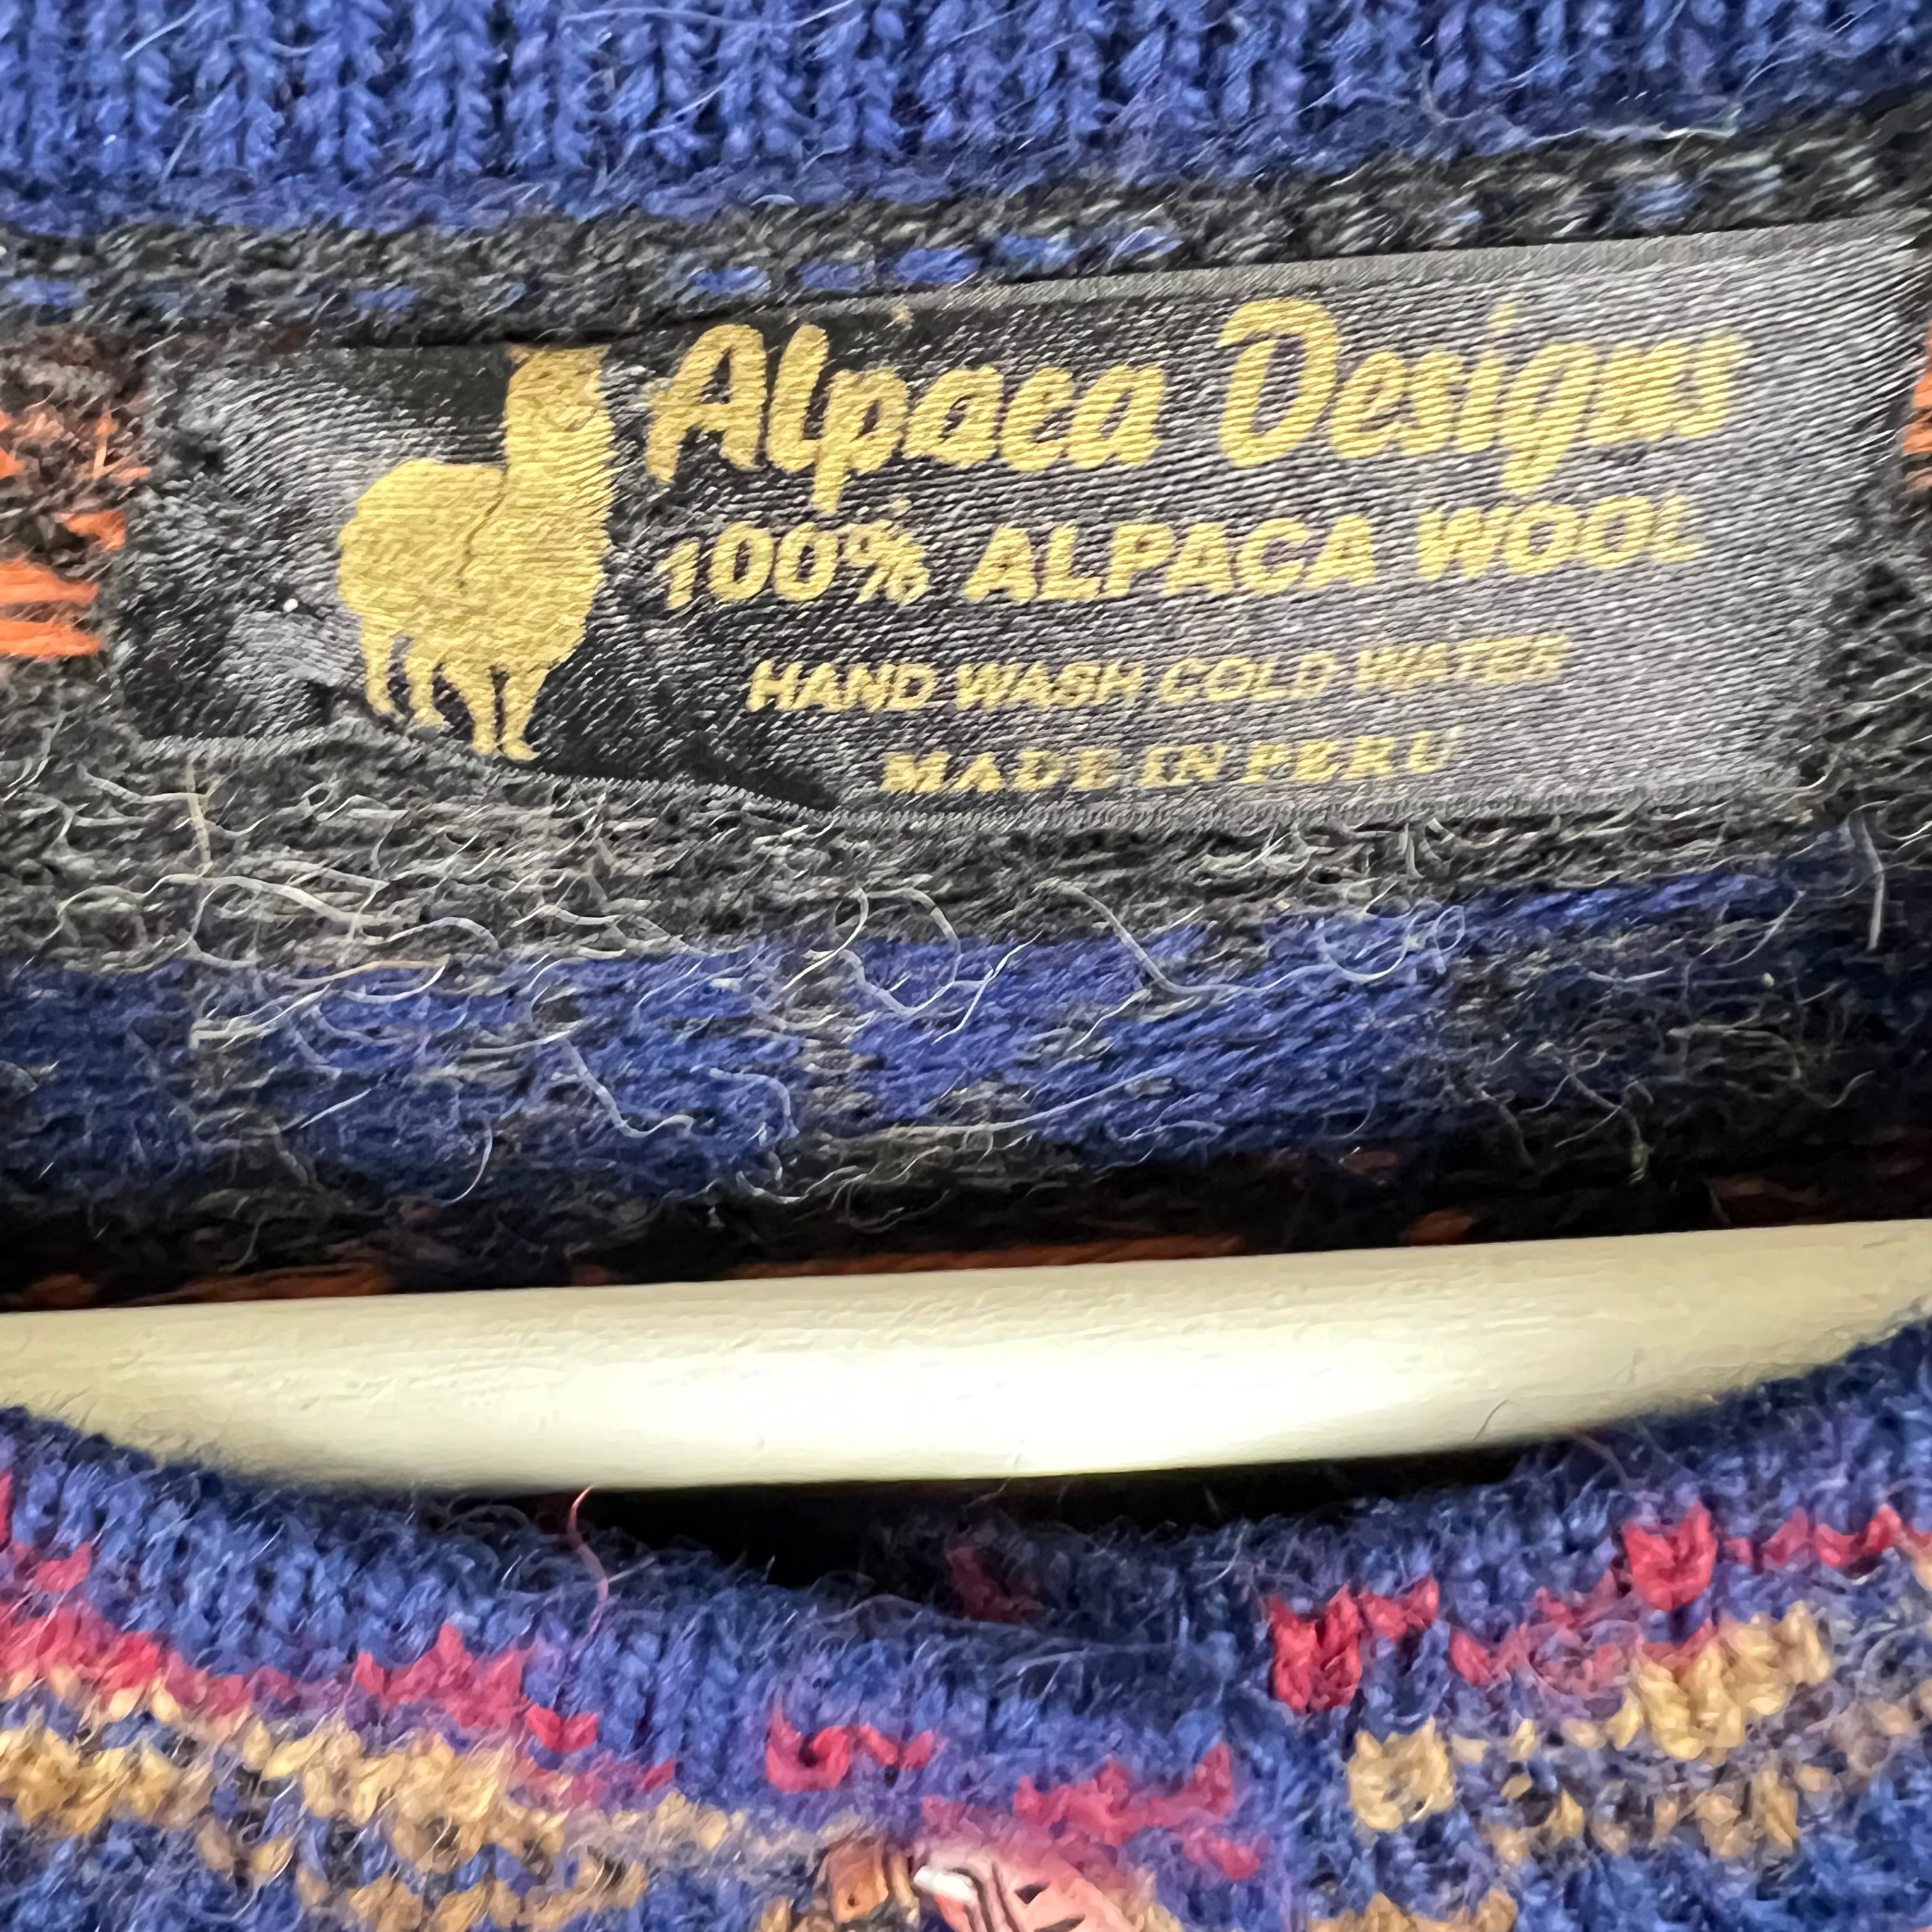 Alpaca Designs
100% ALPACA WOOL
HAND WASH COLD WATER
MADE IN PERU